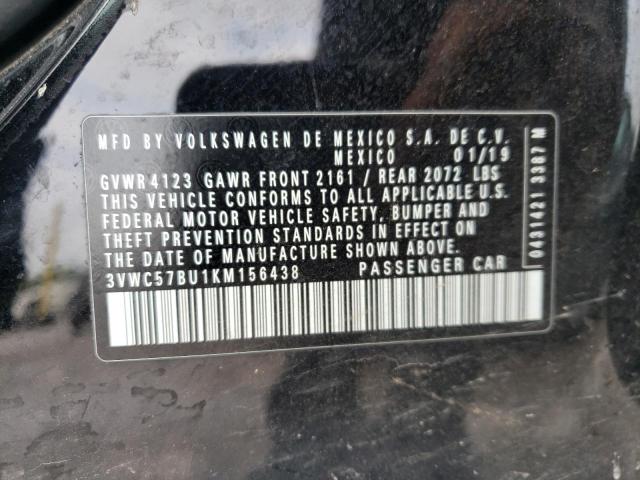 MFD BY VOLKSWAGEN DE MEXICO S.A. DE C.V.
MEXICO 01/19
GVWR 4123 GAWR FRONT 2161 / REAR 2072 LBS
THIS VEHICLE CONFORMS TO ALL APPLICABLE U.S.
FEDERAL MOTOR VEHICLE SAFETY, BUMPER AND
THEFT PREVENTION STANDARDS IN EFFECT ON
THE DATE OF MANUFACTURE SHOWN ABOVE.
3VWC57BU1KM156438 PASSENGER CAR
0491421 3387 M